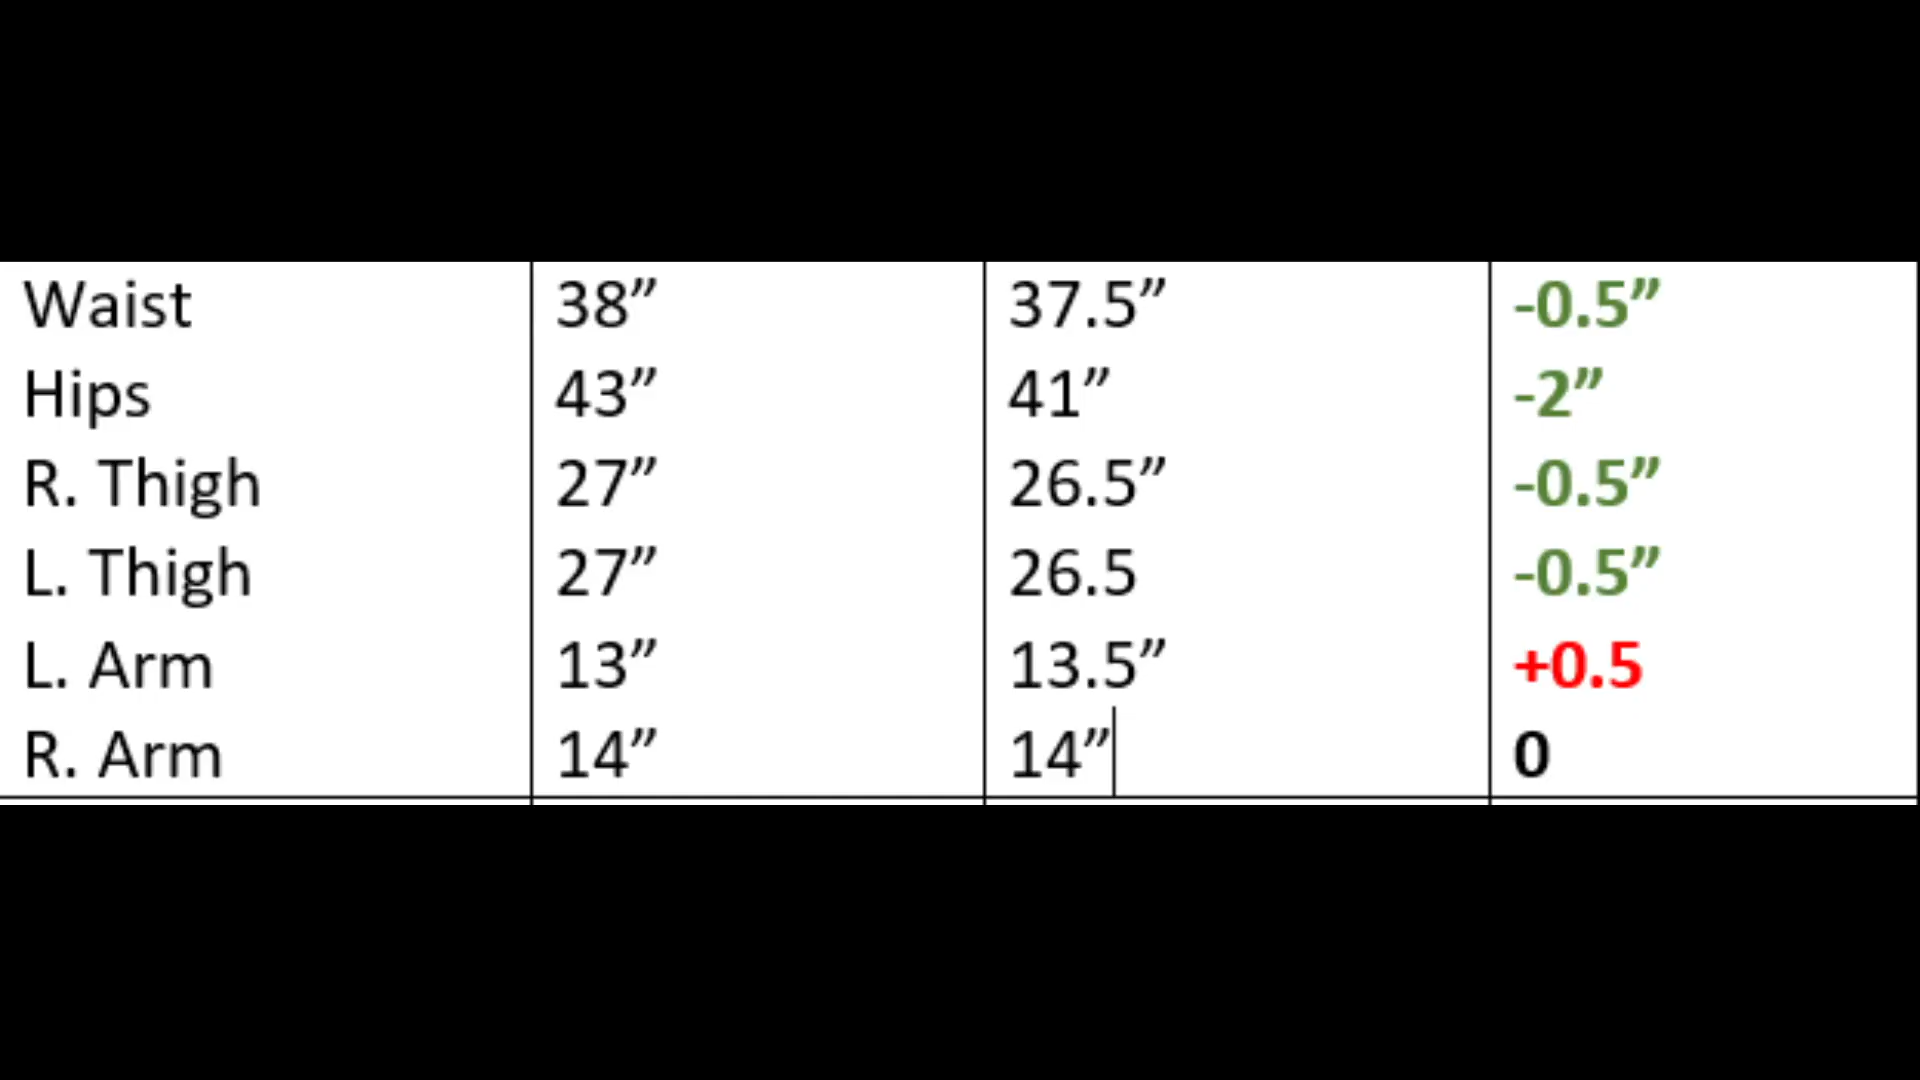 Waist 38” 37.5” -0.5”
Hips 43” 41” -2”
R. Thigh 27” 26.5” -0.5”
L. Thigh 27” 26.5 -0.5”
L. Arm 13” 13.5” +0.5
R. Arm 14” 14” 0